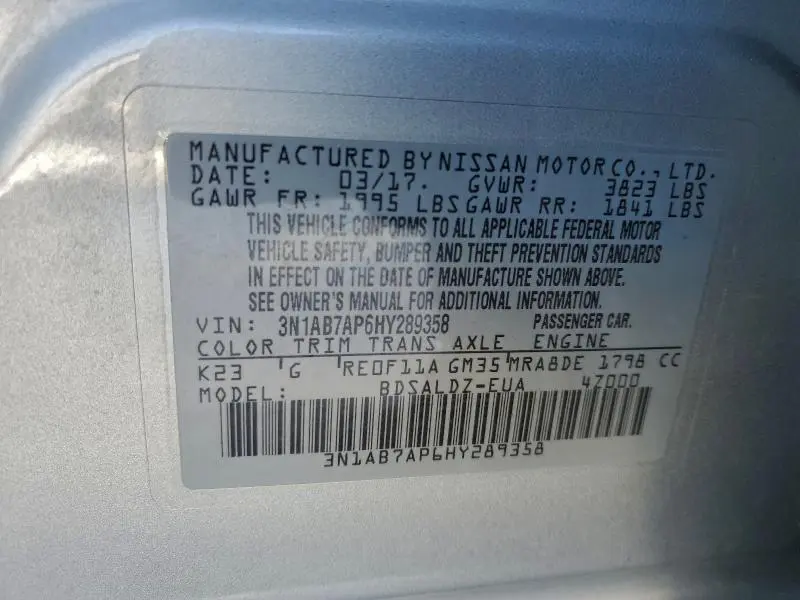 MANUFACTURED BY NISSAN MOTOR CO., LTD.
DATE: 03/17. GVWR: 3823 LBS
GAWR FR: 1995 LBS GAWR RR: 1841 LBS
THIS VEHICLE CONFORMS TO ALL APPLICABLE FEDERAL MOTOR
VEHICLE SAFETY, BUMPER AND THEFT PREVENTION STANDARDS
IN EFFECT ON THE DATE OF MANUFACTURE SHOWN ABOVE.
SEE OWNER'S MANUAL FOR ADDITIONAL INFORMATION.
VIN: 3N1AB7AP6HY289358 PASSENGER CAR.
COLOR TRIM TRANS AXLE ENGINE
K23 'G 'RE0F11A GM35 MRA8DE 1798 CC
MODEL: BDSALDZ-EUA 4Z000
3N1AB7AP6HY289358